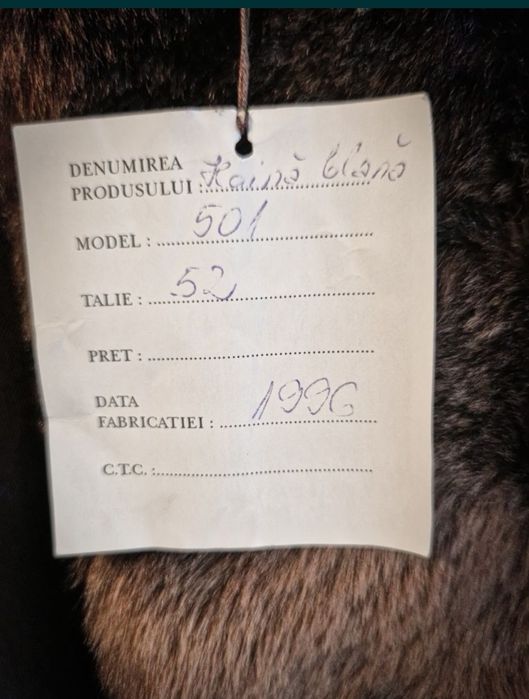 DENUMIREA
PRODUSULUI : Haină blană
MODEL : 501
TALIE : 52
PRET :
DATA
FABRICATIEI : 1996
C.T.C. :